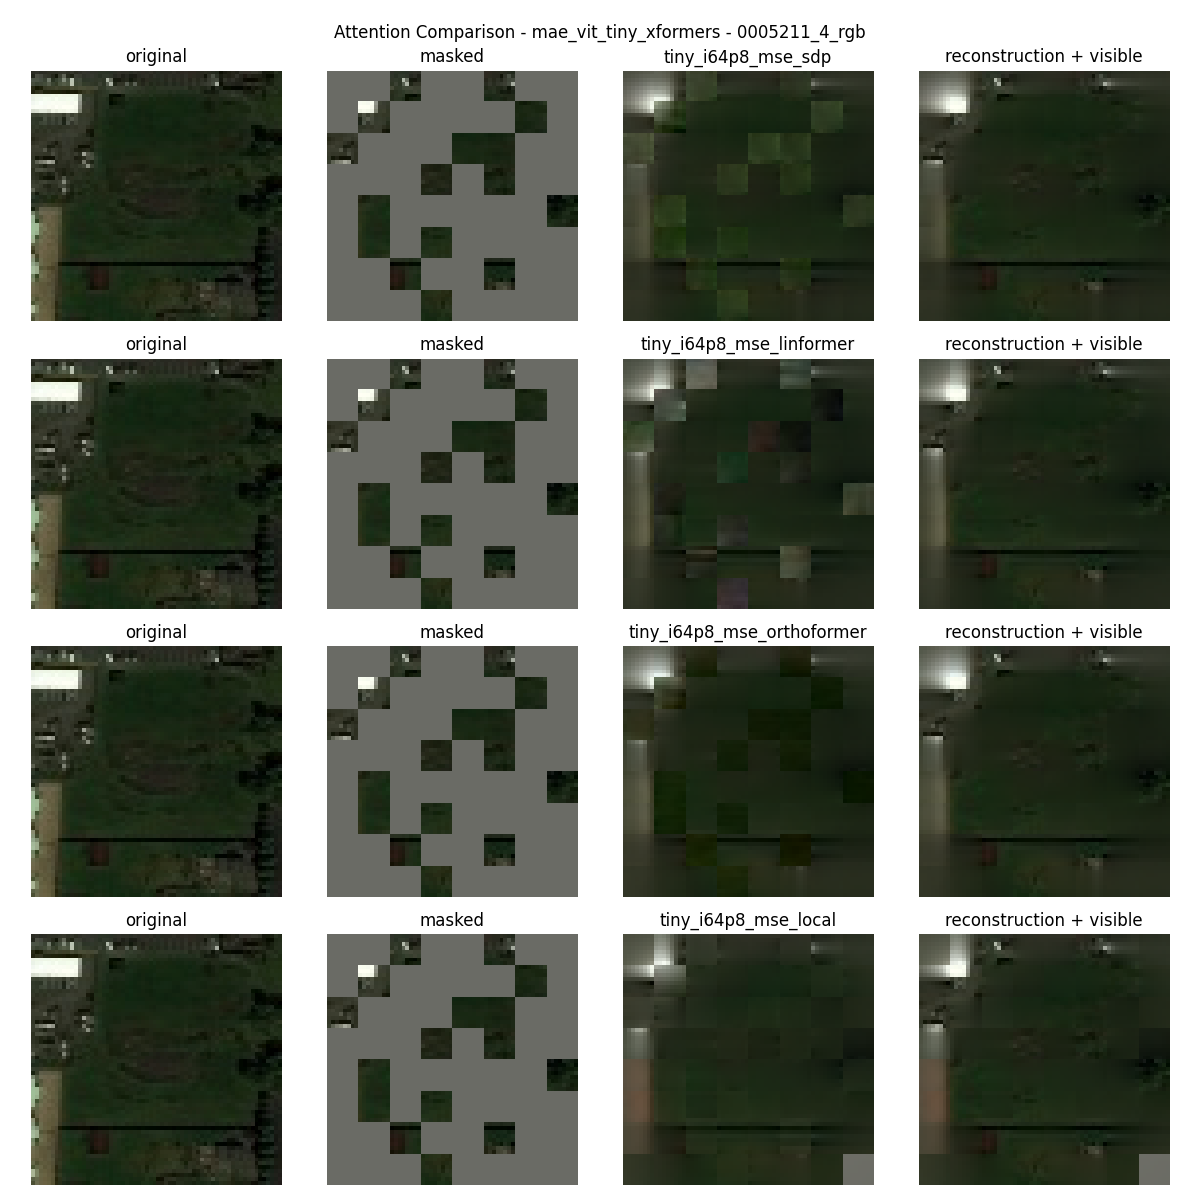 Attention Comparison - mae_vit_tiny_xformers - 0005211_4_rgb
original masked tiny_i64p8_mse_sdp reconstruction + visible
original masked tiny_i64p8_mse_linformer reconstruction + visible
original masked tiny_i64p8_mse_orthoformer reconstruction + visible
original masked tiny_i64p8_mse_local reconstruction + visible